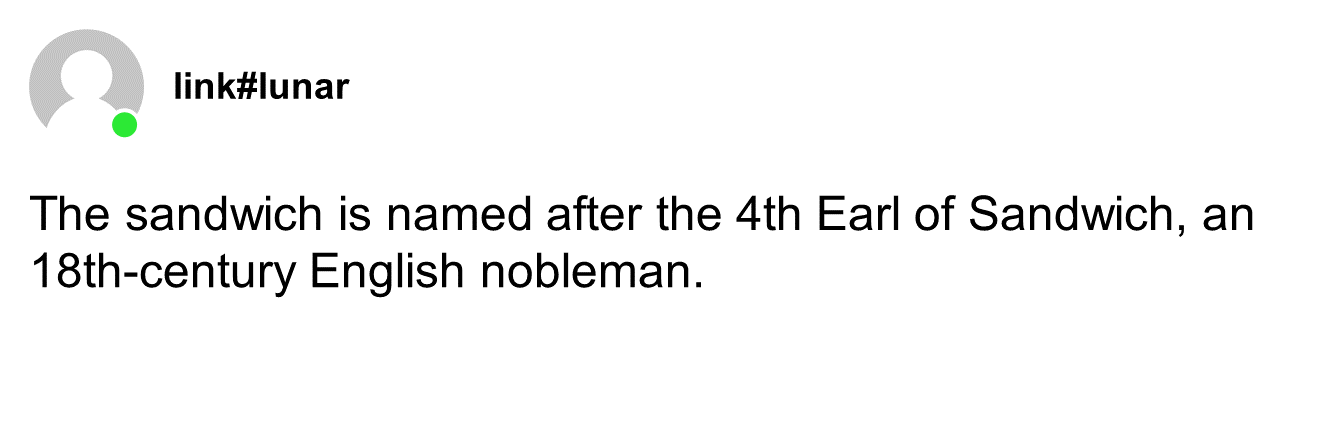 link#lunar
The sandwich is named after the 4th Earl of Sandwich, an
18th-century English nobleman.